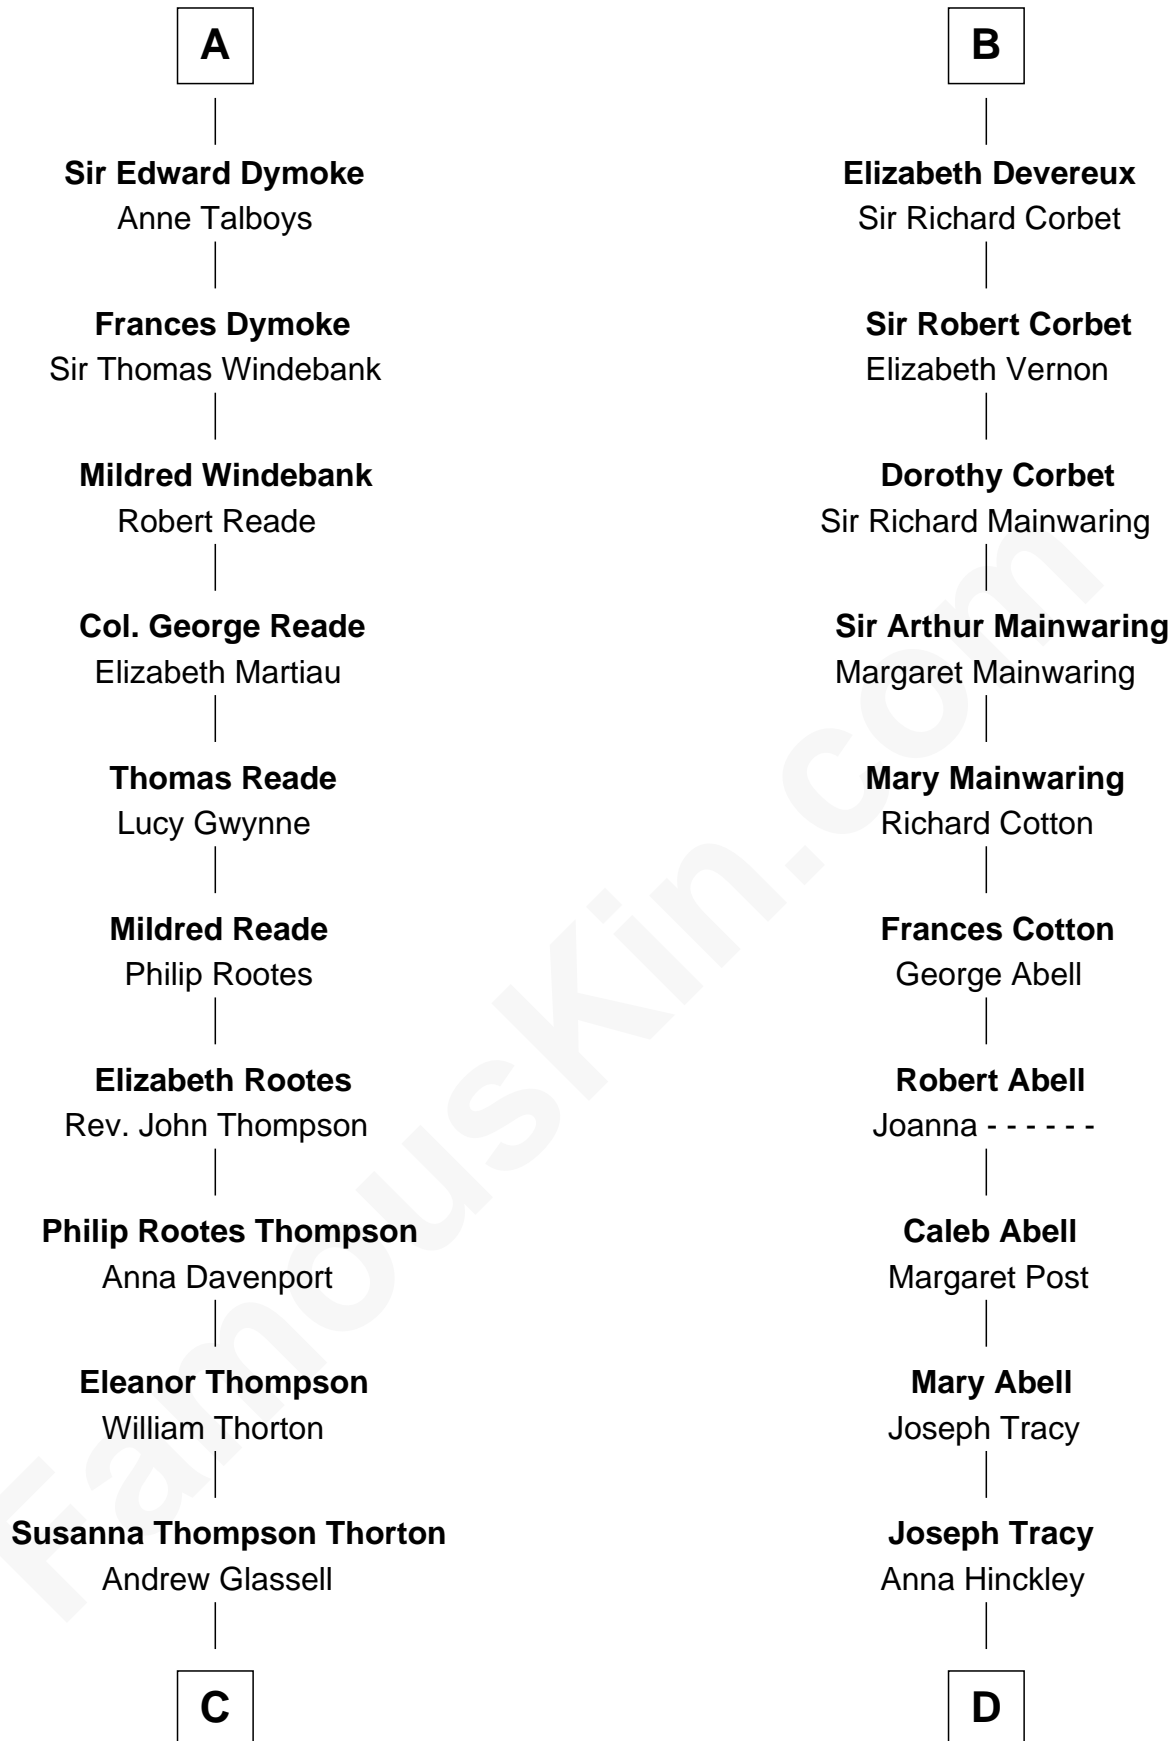 A
Sir Edward Dymoke
Anne Talboys
Frances Dymoke
Sir Thomas Windebank
Mildred Windebank
Robert Reade
Col. George Reade
Elizabeth Martiau
Thomas Reade
Lucy Gwynne
Mildred Reade
Philip Rootes
Elizabeth Rootes
Rev. John Thompson
Philip Rootes Thompson
Anna Davenport
Eleanor Thompson
William Thorton
Susanna Thompson Thorton
Andrew Glassell
C
B
Elizabeth Devereux
Sir Richard Corbet
Sir Robert Corbet
Elizabeth Vernon
Dorothy Corbet
Sir Richard Mainwaring
Sir Arthur Mainwaring
Margaret Mainwaring
Mary Mainwaring
Richard Cotton
Frances Cotton
George Abell
Robert Abell
Joanna - - - - - -
Caleb Abell
Margaret Post
Mary Abell
Joseph Tracy
Joseph Tracy
Anna Hinckley
D
FamousKin.com